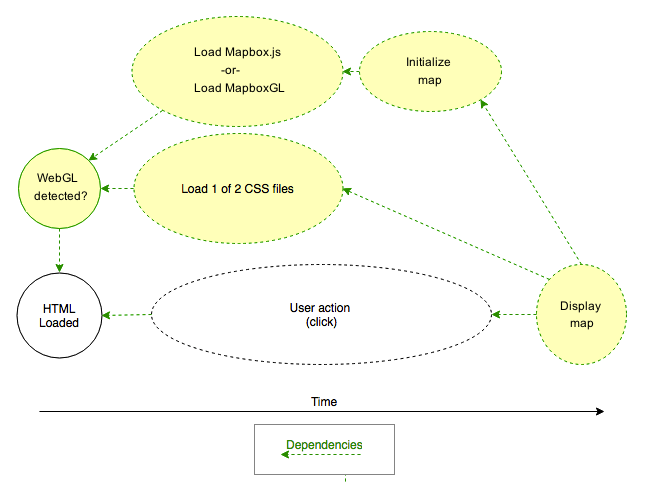 Load Mapbox.js
-or-
Load MapboxGL
Initialize
map
WebGL
detected?
Load 1 of 2 CSS files
HTML
Loaded
User action
(click)
Display
map
Time
Dependencies